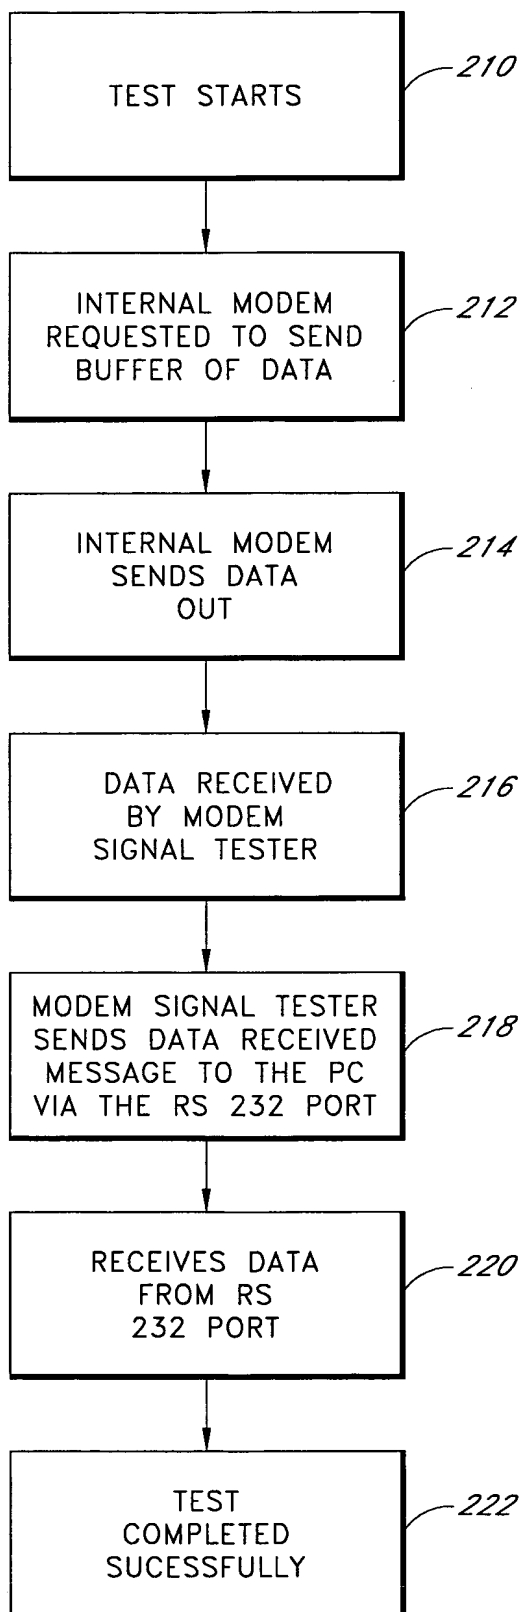 TEST STARTS
210
INTERNAL MODEM
REQUESTED TO SEND
BUFFER OF DATA
212
INTERNAL MODEM
SENDS DATA
OUT
214
DATA RECEIVED
BY MODEM
SIGNAL TESTER
216
MODEM SIGNAL TESTER
SENDS DATA RECEIVED
MESSAGE TO THE PC
VIA THE RS 232 PORT
218
RECEIVES DATA
FROM RS
232 PORT
220
TEST
COMPLETED
SUCESSFULLY
222